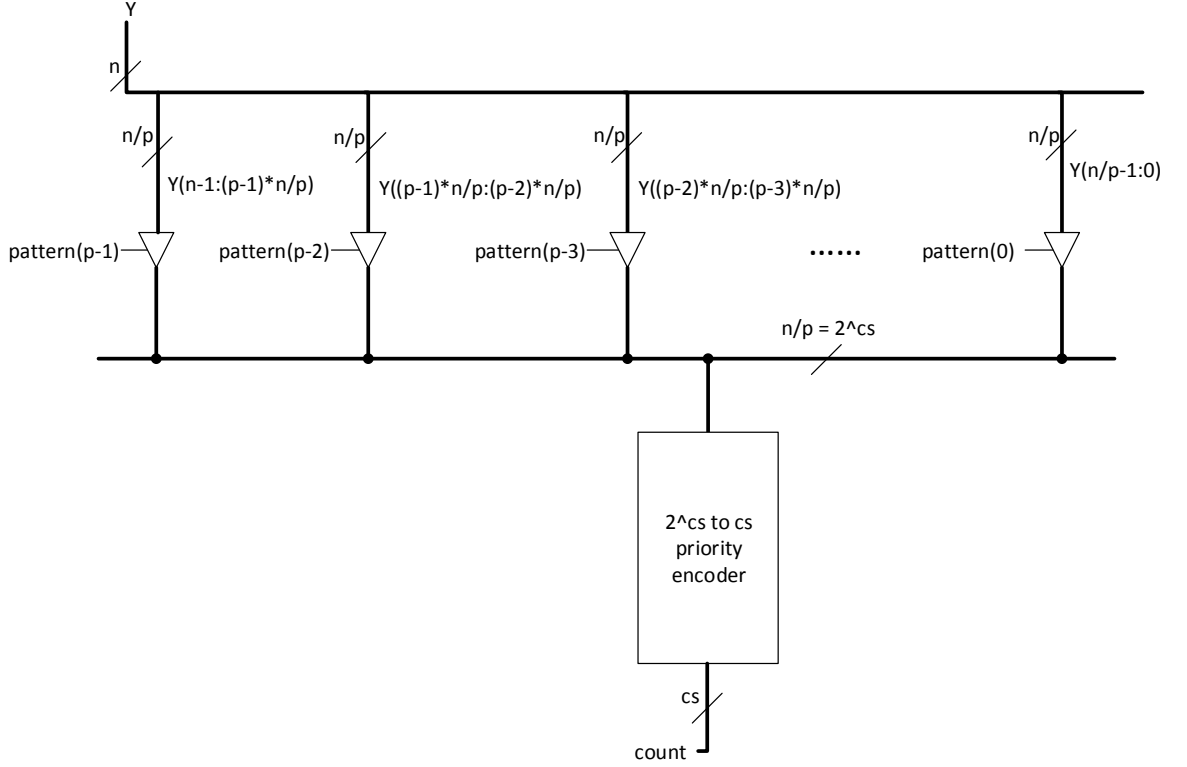 Y
n
n/p
n/p
n/p
n/p
Y(n-1:(p-1)*n/p)
Y((p-1)*n/p:(p-2)*n/p)
Y((p-2)*n/p:(p-3)*n/p)
Y(n/p-1:0)
pattern(p-1)
pattern(p-2)
pattern(p-3)
......
pattern(0)
n/p = 2^cs
2^cs to cs
priority
encoder
cs
count